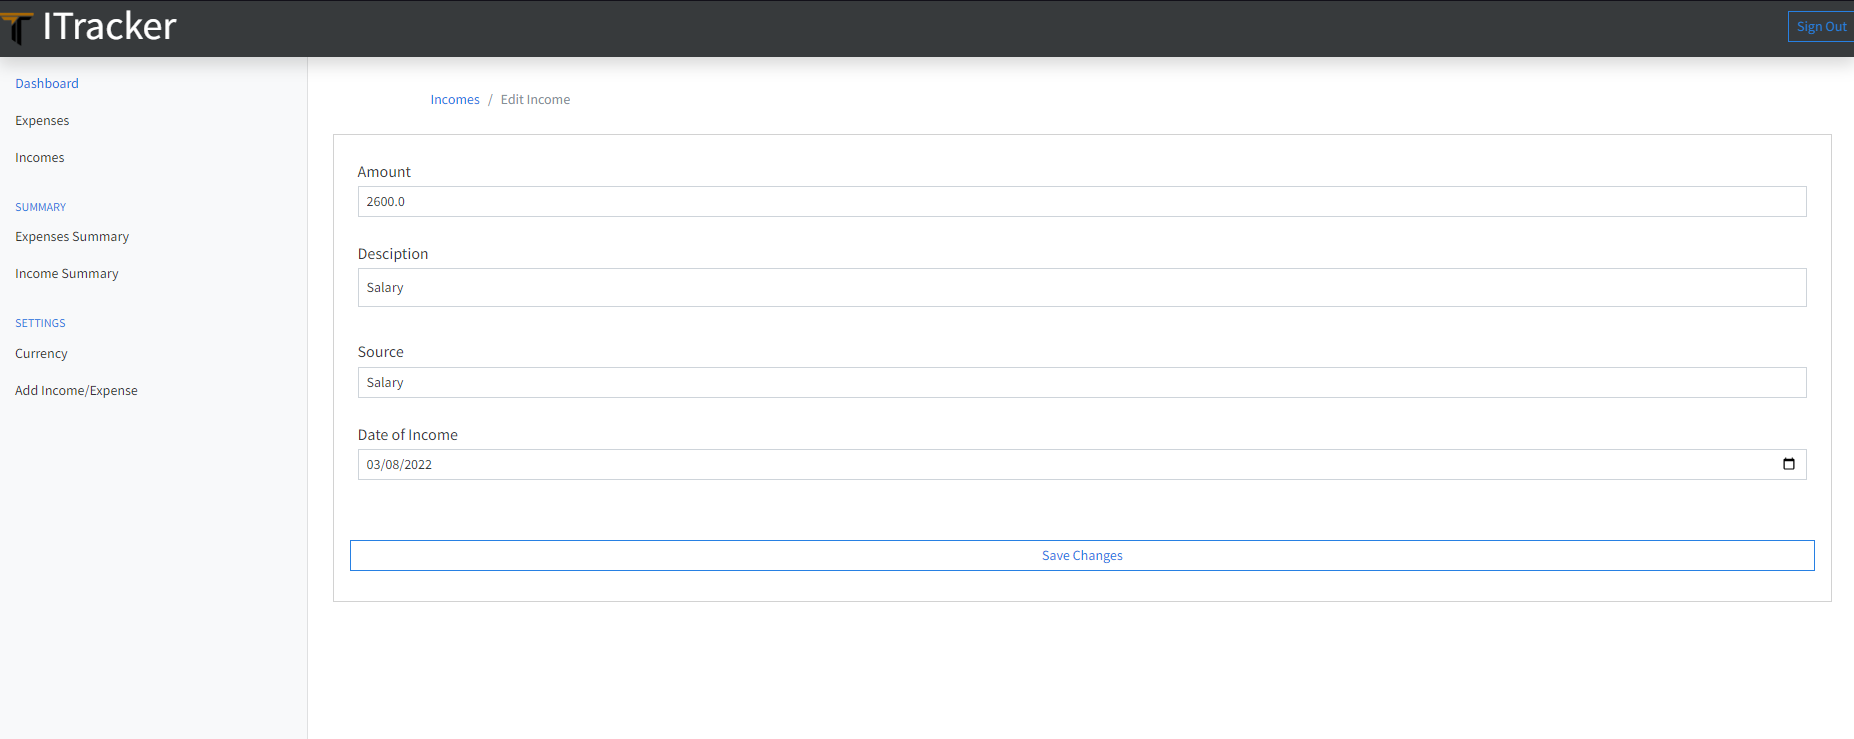 ITracker
Sign Out
Dashboard
Expenses
Incomes
SUMMARY
Expenses Summary
Income Summary
SETTINGS
Currency
Add Income/Expense
Incomes / Edit Income
Amount
2600.0
Desciption
Salary
Source
Salary
Date of Income
03/08/2022
Save Changes